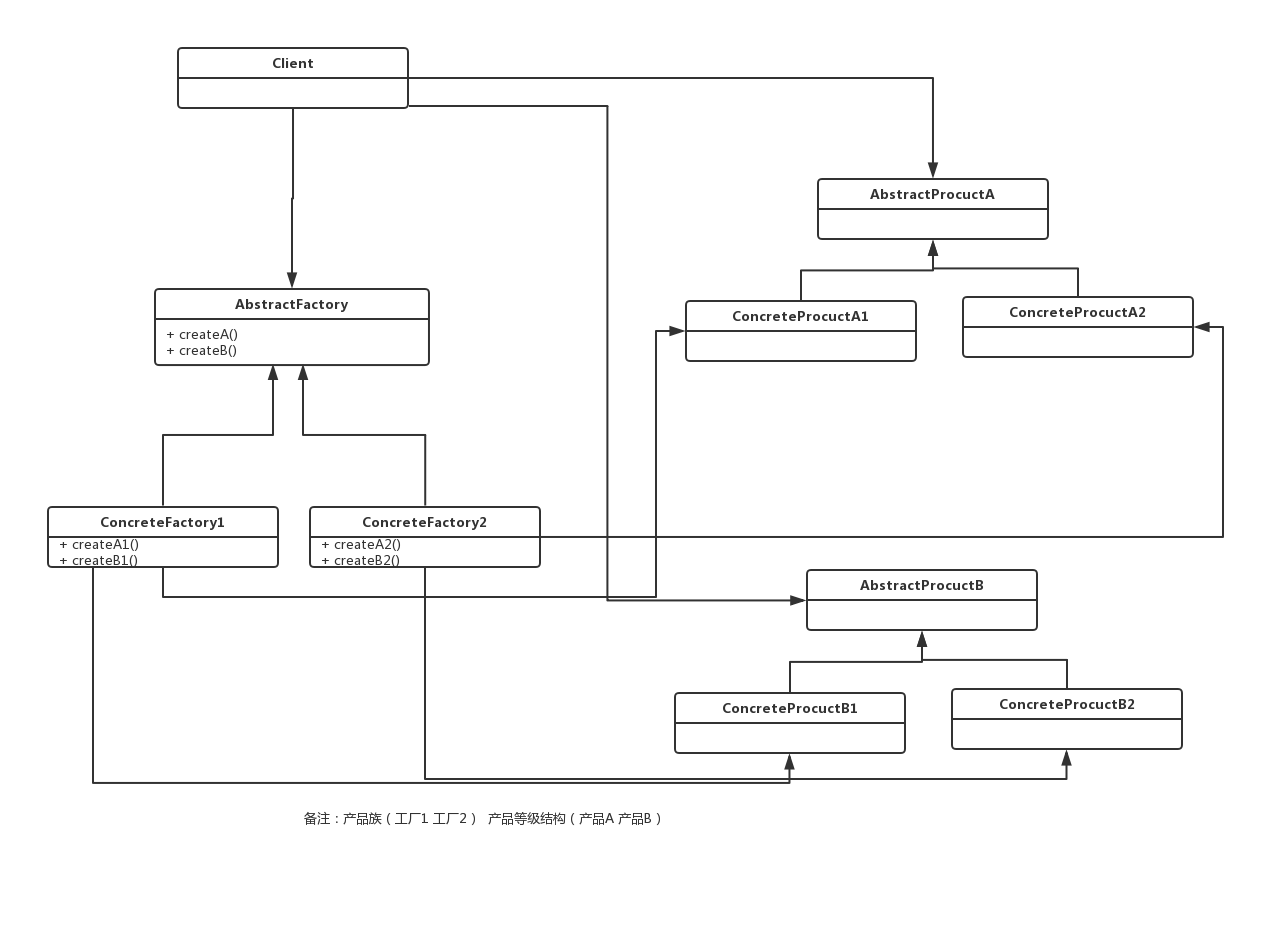 Client
AbstractProcuctA
AbstractFactory
+ createA()
+ createB()
ConcreteProcuctA1
ConcreteProcuctA2
ConcreteFactory1
+ createA1()
+ createB1()
ConcreteFactory2
+ createA2()
+ createB2()
AbstractProcuctB
ConcreteProcuctB1
ConcreteProcuctB2
备注：产品族（工厂1 工厂2） 产品等级结构（产品A 产品B）